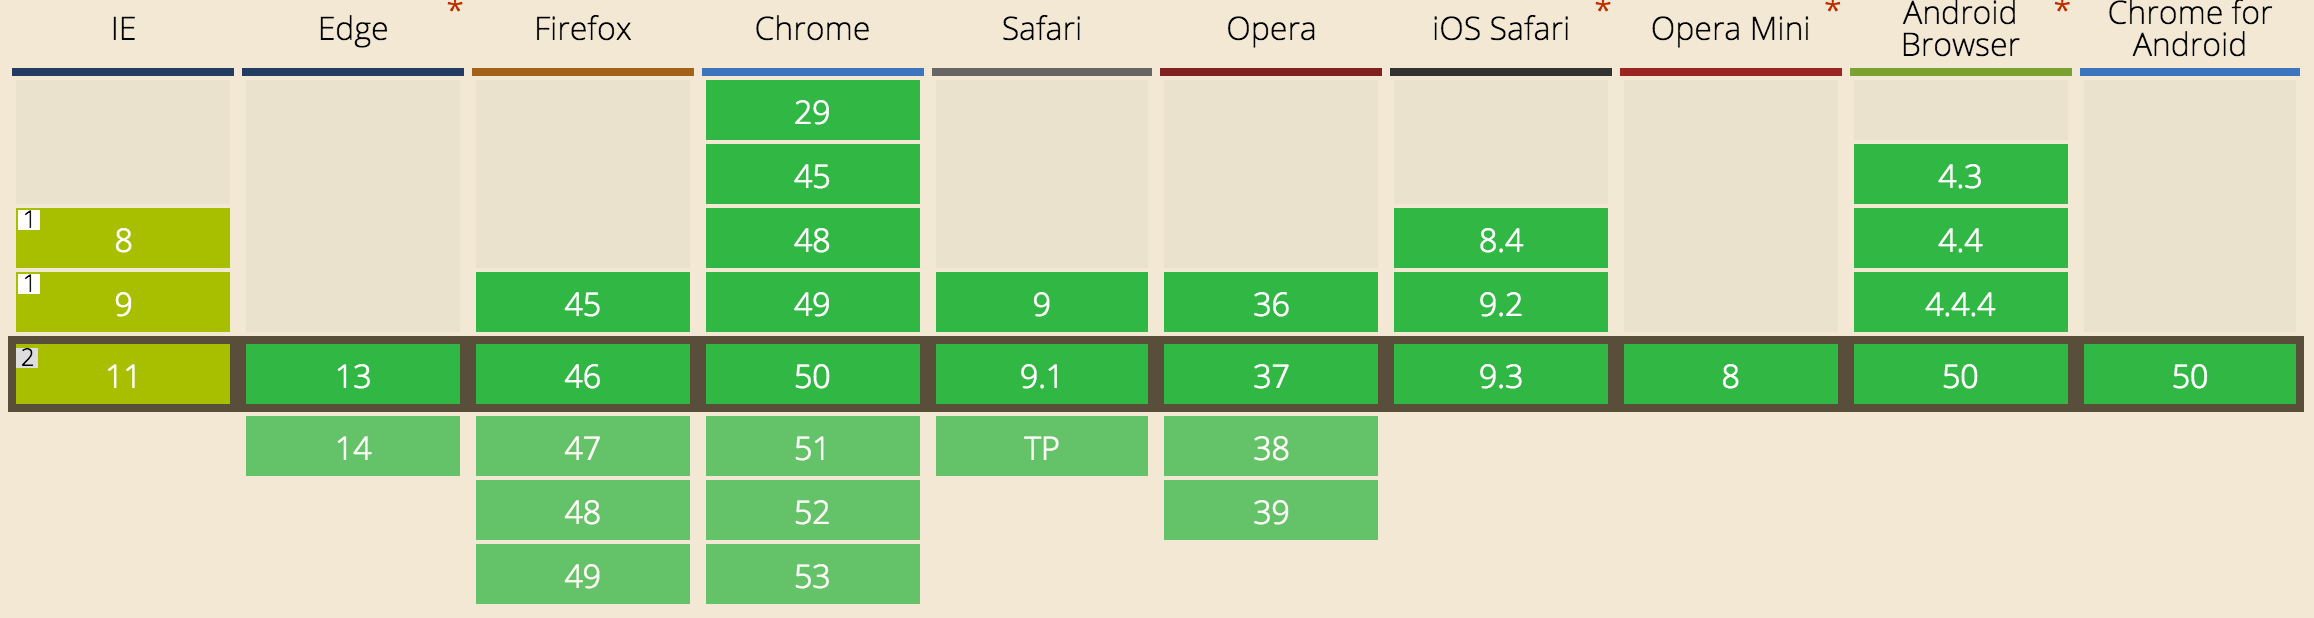 IE Edge * Firefox Chrome Safari Opera iOS Safari * Opera Mini * Android Browser * Chrome for Android
29
45 4.3
1 8 48 8.4 4.4
1 9 45 49 9 36 9.2 4.4.4
2 11 13 46 50 9.1 37 9.3 8 50 50
14 47 51 TP 38
48 52 39
49 53